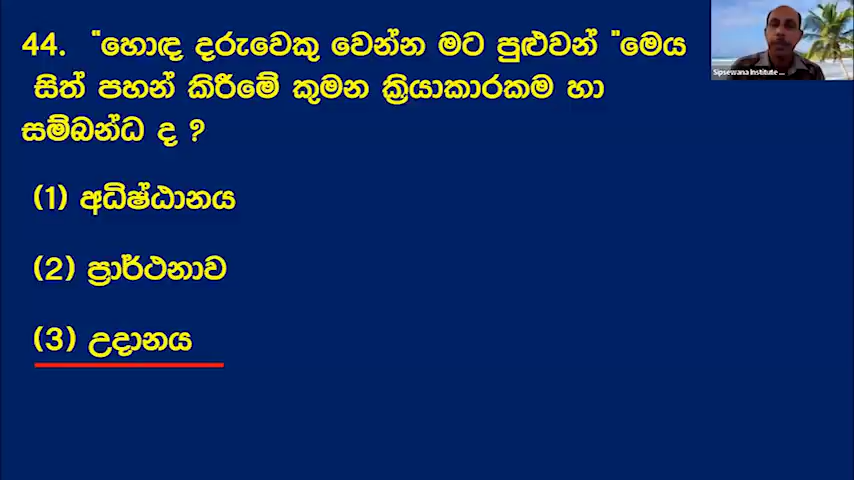 44. "හොඳ දරුවෙකු වෙන්න මට පුළුවන් "මෙය
සිත් පහන් කිරීමේ කුමන ක්‍රියාකාරකම හා
සම්බන්ධ ද ?
(1) අධිෂ්ඨානය
(2) ප්‍රාර්ථනාව
(3) උදානය
Sipsewana Institute ...